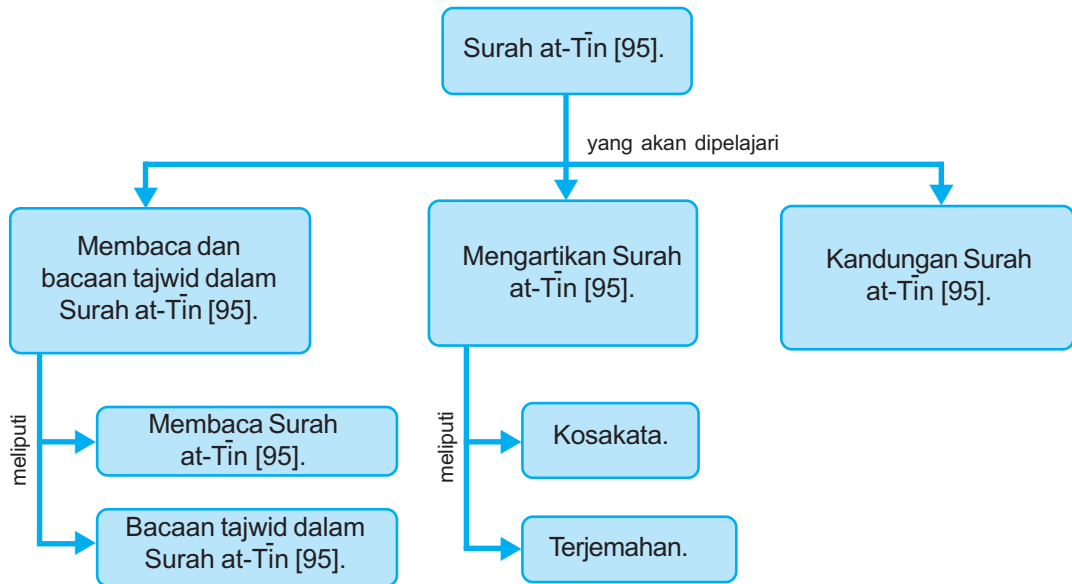 Surah at-Tīn [95].
yang akan dipelajari
Membaca dan
bacaan tajwid dalam
Surah at-Tīn [95].
Mengartikan Surah
at-Tīn [95].
Kandungan Surah
at-Tīn [95].
meliputi
Membaca Surah
at-Tīn [95].
Bacaan tajwid dalam
Surah at-Tīn [95].
meliputi
Kosakata.
Terjemahan.